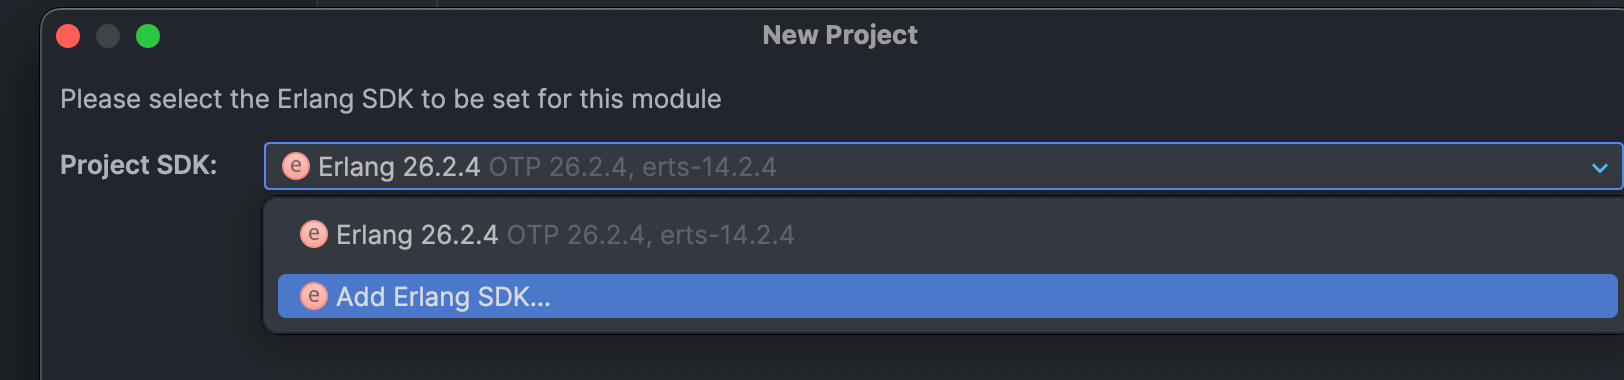 New Project
Please select the Erlang SDK to be set for this module
Project SDK: e Erlang 26.2.4 OTP 26.2.4, erts-14.2.4
e Erlang 26.2.4 OTP 26.2.4, erts-14.2.4
e Add Erlang SDK...